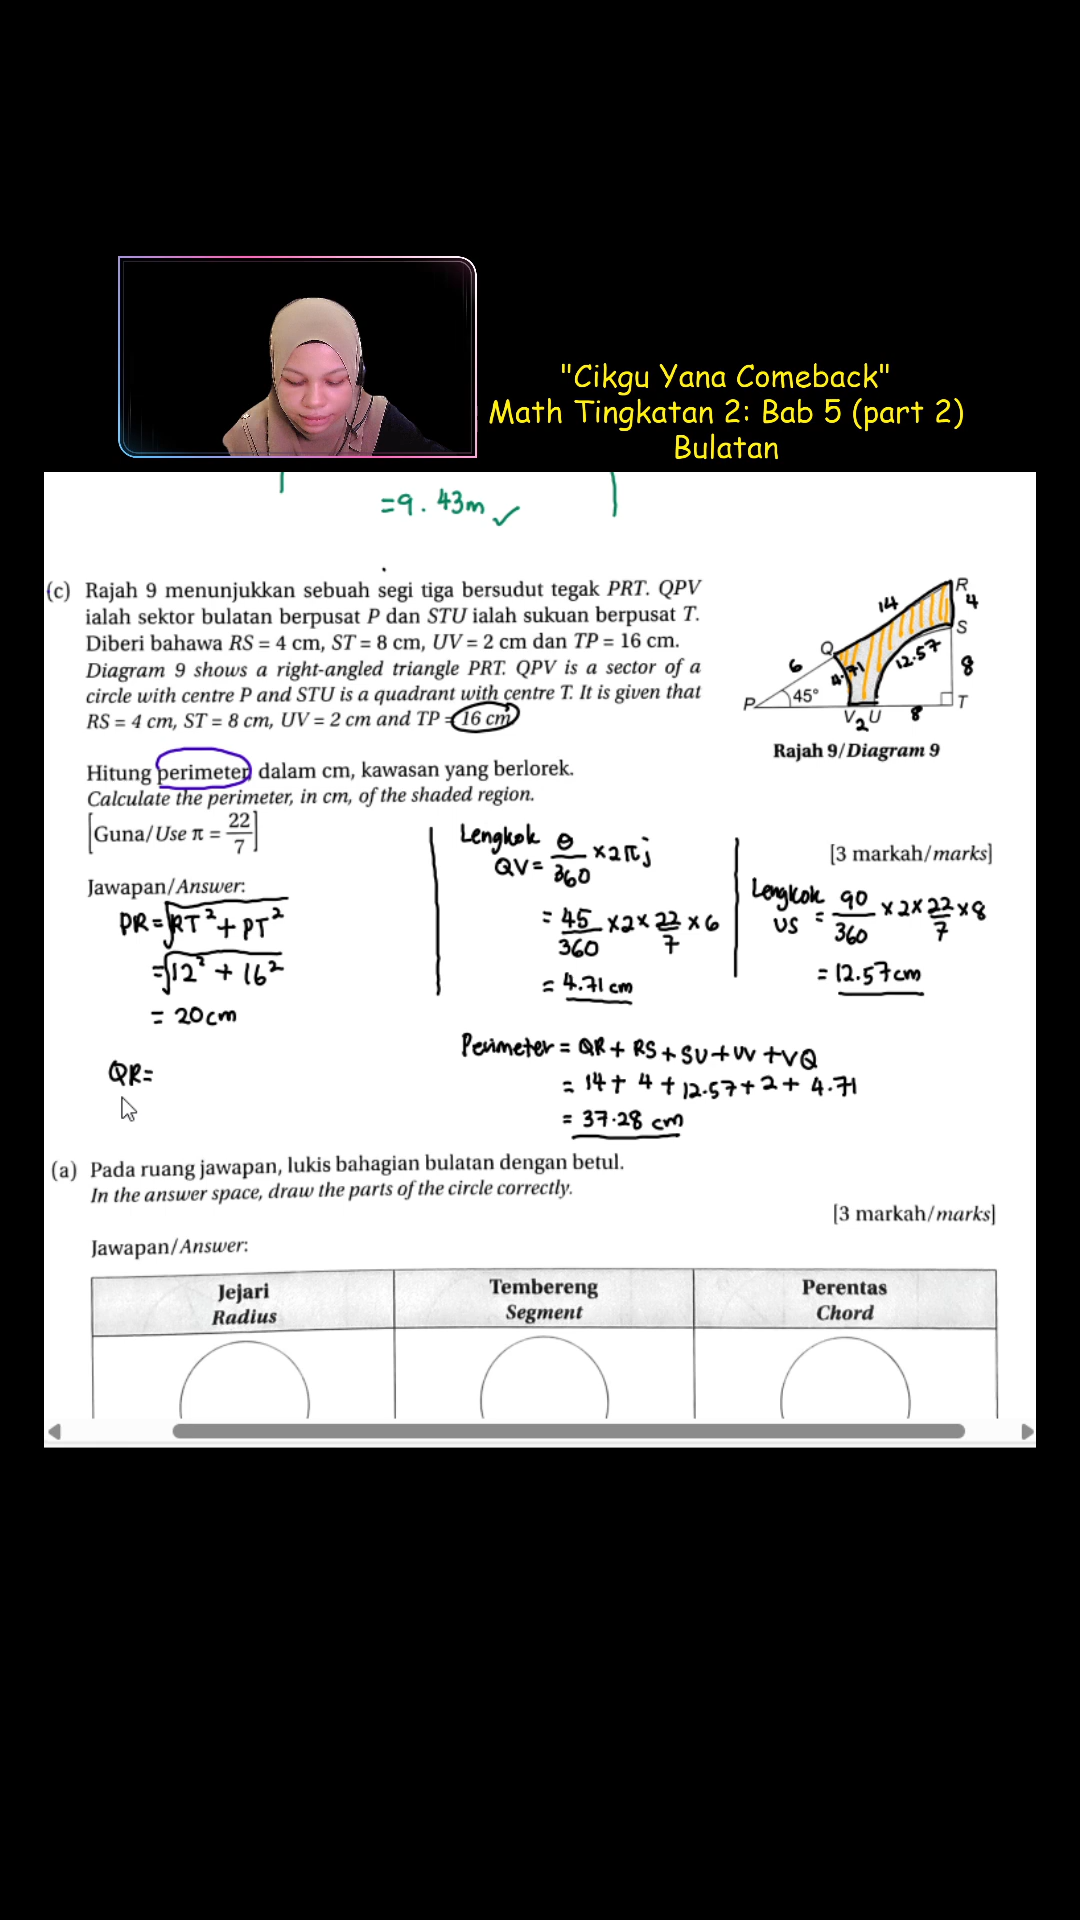 "Cikgu Yana Comeback"
Math Tingkatan 2: Bab 5 (part 2)
Bulatan
=9.43m ✓
(c) Rajah 9 menunjukkan sebuah segi tiga bersudut tegak PRT. QPV
ialah sektor bulatan berpusat P dan STU ialah sukuan berpusat T.
Diberi bahawa RS = 4 cm, ST = 8 cm, UV = 2 cm dan TP = 16 cm.
Diagram 9 shows a right-angled triangle PRT. QPV is a sector of a
circle with centre P and STU is a quadrant with centre T. It is given that
RS = 4 cm, ST = 8 cm, UV = 2 cm and TP = 16 cm
R
14
4
S
Q
12.57
6
4.71
8
P
45°
T
V
2
U
8
Rajah 9/Diagram 9
Hitung perimeter, dalam cm, kawasan yang berlorek.
Calculate the perimeter, in cm, of the shaded region.
[Guna/Use π = 22/7]
[3 markah/marks]
Jawapan/Answer:
PR = √RT² + PT²
= √12² + 16²
= 20cm
QR =
Lengkok QV = θ/360 × 2πj
= 45/360 × 2 × 22/7 × 6
= 4.71 cm
Lengkok US = 90/360 × 2 × 22/7 × 8
= 12.57cm
Perimeter = QR + RS + SU + UV + VQ
= 14 + 4 + 12.57 + 2 + 4.71
= 37.28 cm
(a) Pada ruang jawapan, lukis bahagian bulatan dengan betul.
In the answer space, draw the parts of the circle correctly.
[3 markah/marks]
Jawapan/Answer:
Jejari
Radius
Tembereng
Segment
Perentas
Chord